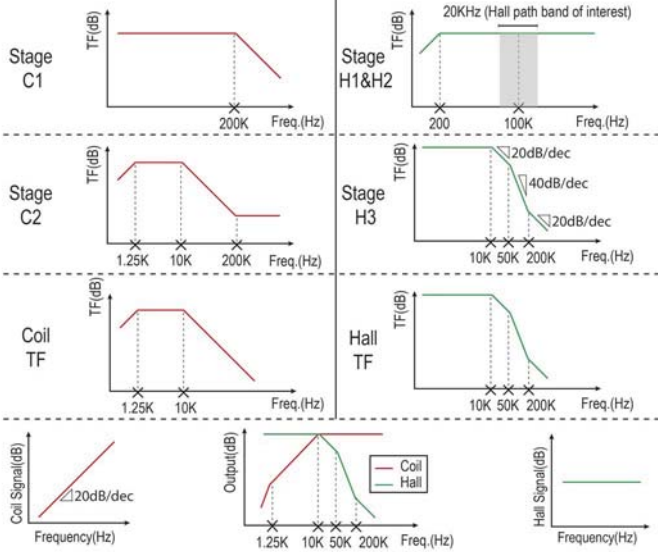 TF(dB)
Stage
C1
200K
Freq.(Hz)
20KHz (Hall path band of interest)
TF(dB)
Stage
H1&H2
200
100K
Freq.(Hz)
TF(dB)
Stage
C2
1.25K
10K
200K
Freq.(Hz)
TF(dB)
Stage
H3
20dB/dec
40dB/dec
20dB/dec
10K
50K
200K
Freq.(Hz)
TF(dB)
Coil
TF
1.25K
10K
Freq.(Hz)
TF(dB)
Hall
TF
10K
50K
200K
Freq.(Hz)
Coil Signal(dB)
20dB/dec
Frequency(Hz)
Output(dB)
Coil
Hall
1.25K
10K
50K
200K
Freq.(Hz)
Hall Signal(dB)
Frequency(Hz)